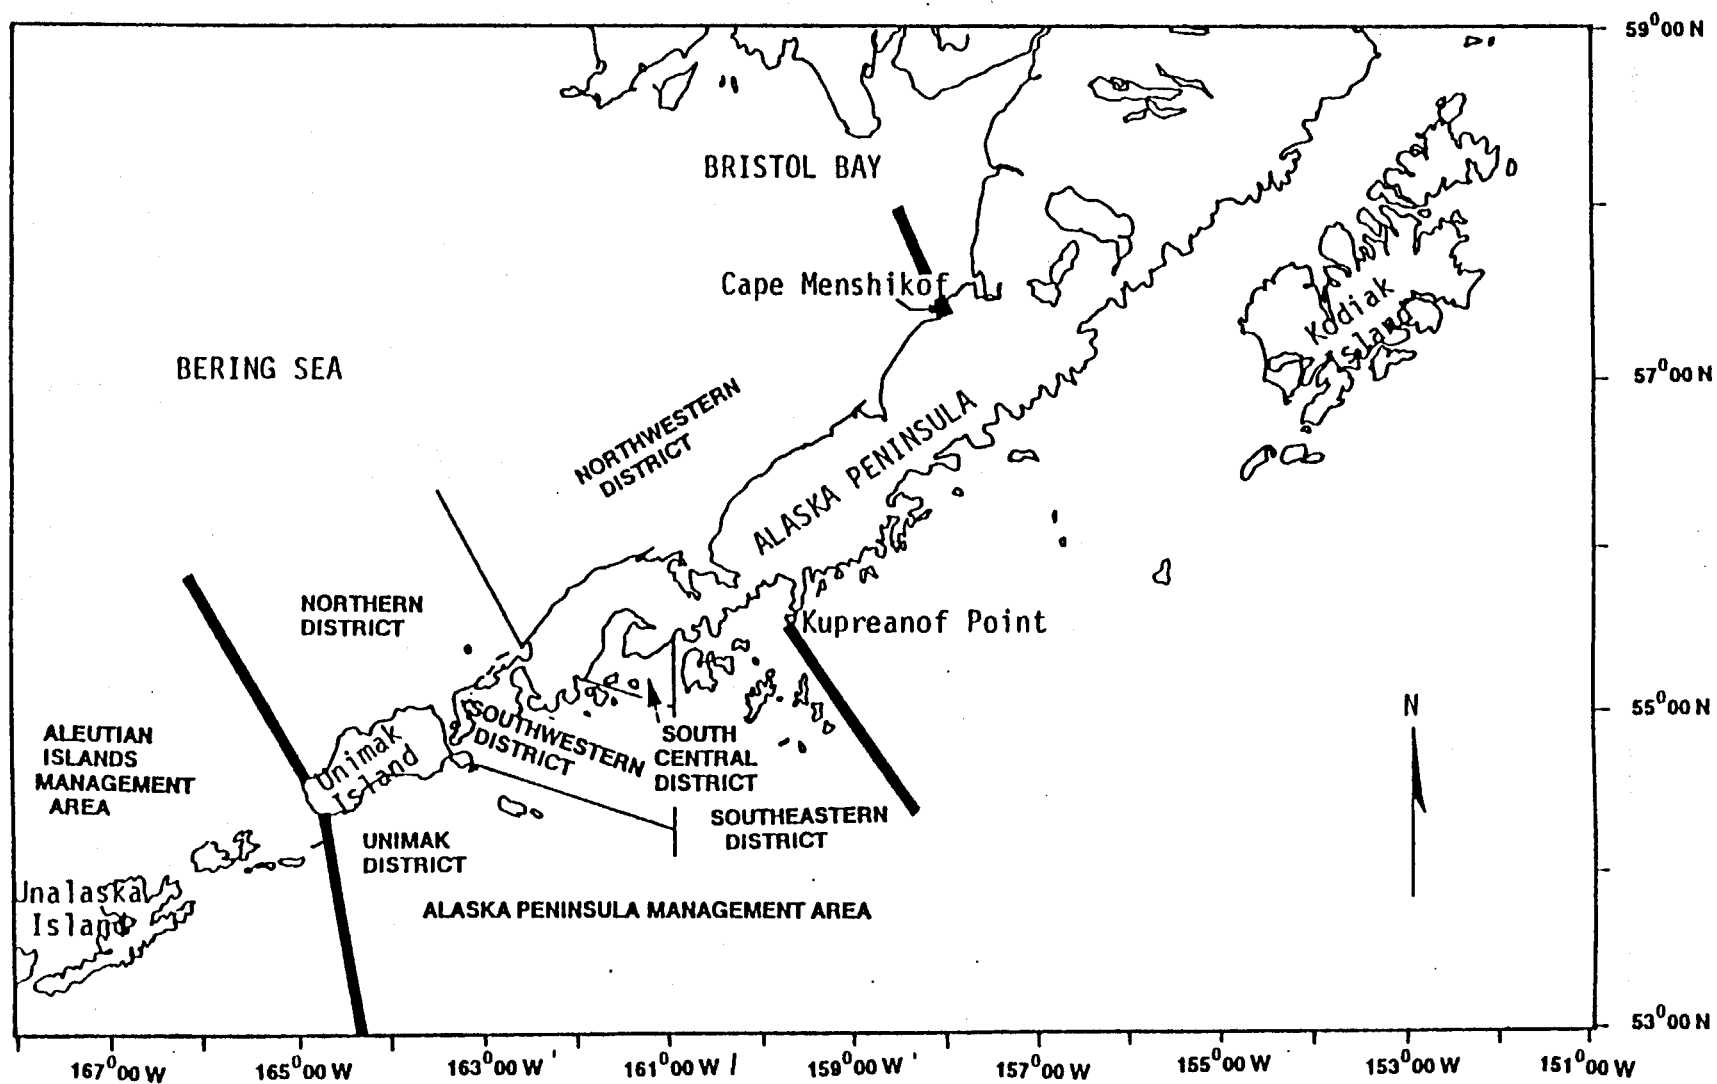 59°00 N
BRISTOL BAY
Cape Menshikof
Kodiak
Island
BERING SEA
57°00 N
NORTHWESTERN
DISTRICT
ALASKA PENINSULA
NORTHERN
DISTRICT
Kupreanof Point
55°00 N
N
ALEUTIAN
ISLANDS
MANAGEMENT
AREA
Unimak
Island
SOUTHWESTERN
DISTRICT
SOUTH
CENTRAL
DISTRICT
SOUTHEASTERN
DISTRICT
UNIMAK
DISTRICT
Unalaska
Island
ALASKA PENINSULA MANAGEMENT AREA
53°00 N
167°00 W 165°00 W 163°00 W 161°00 W 159°00 W 157°00 W 155°00 W 153°00 W 151°00 W